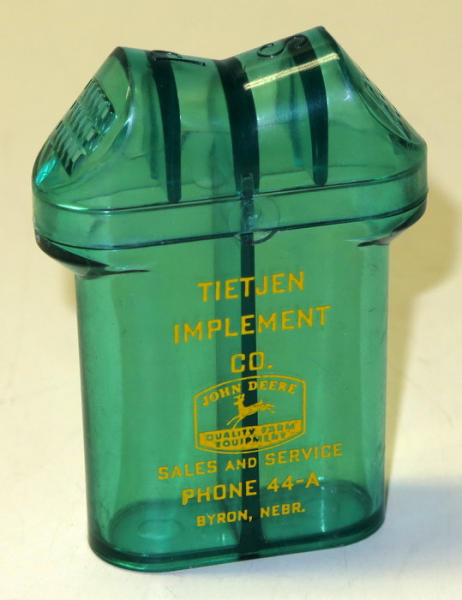 P S
TIETJEN
IMPLEMENT
CO.
JOHN DEERE
QUALITY FARM
EQUIPMENT
SALES AND SERVICE
PHONE 44-A
BYRON, NEBR.